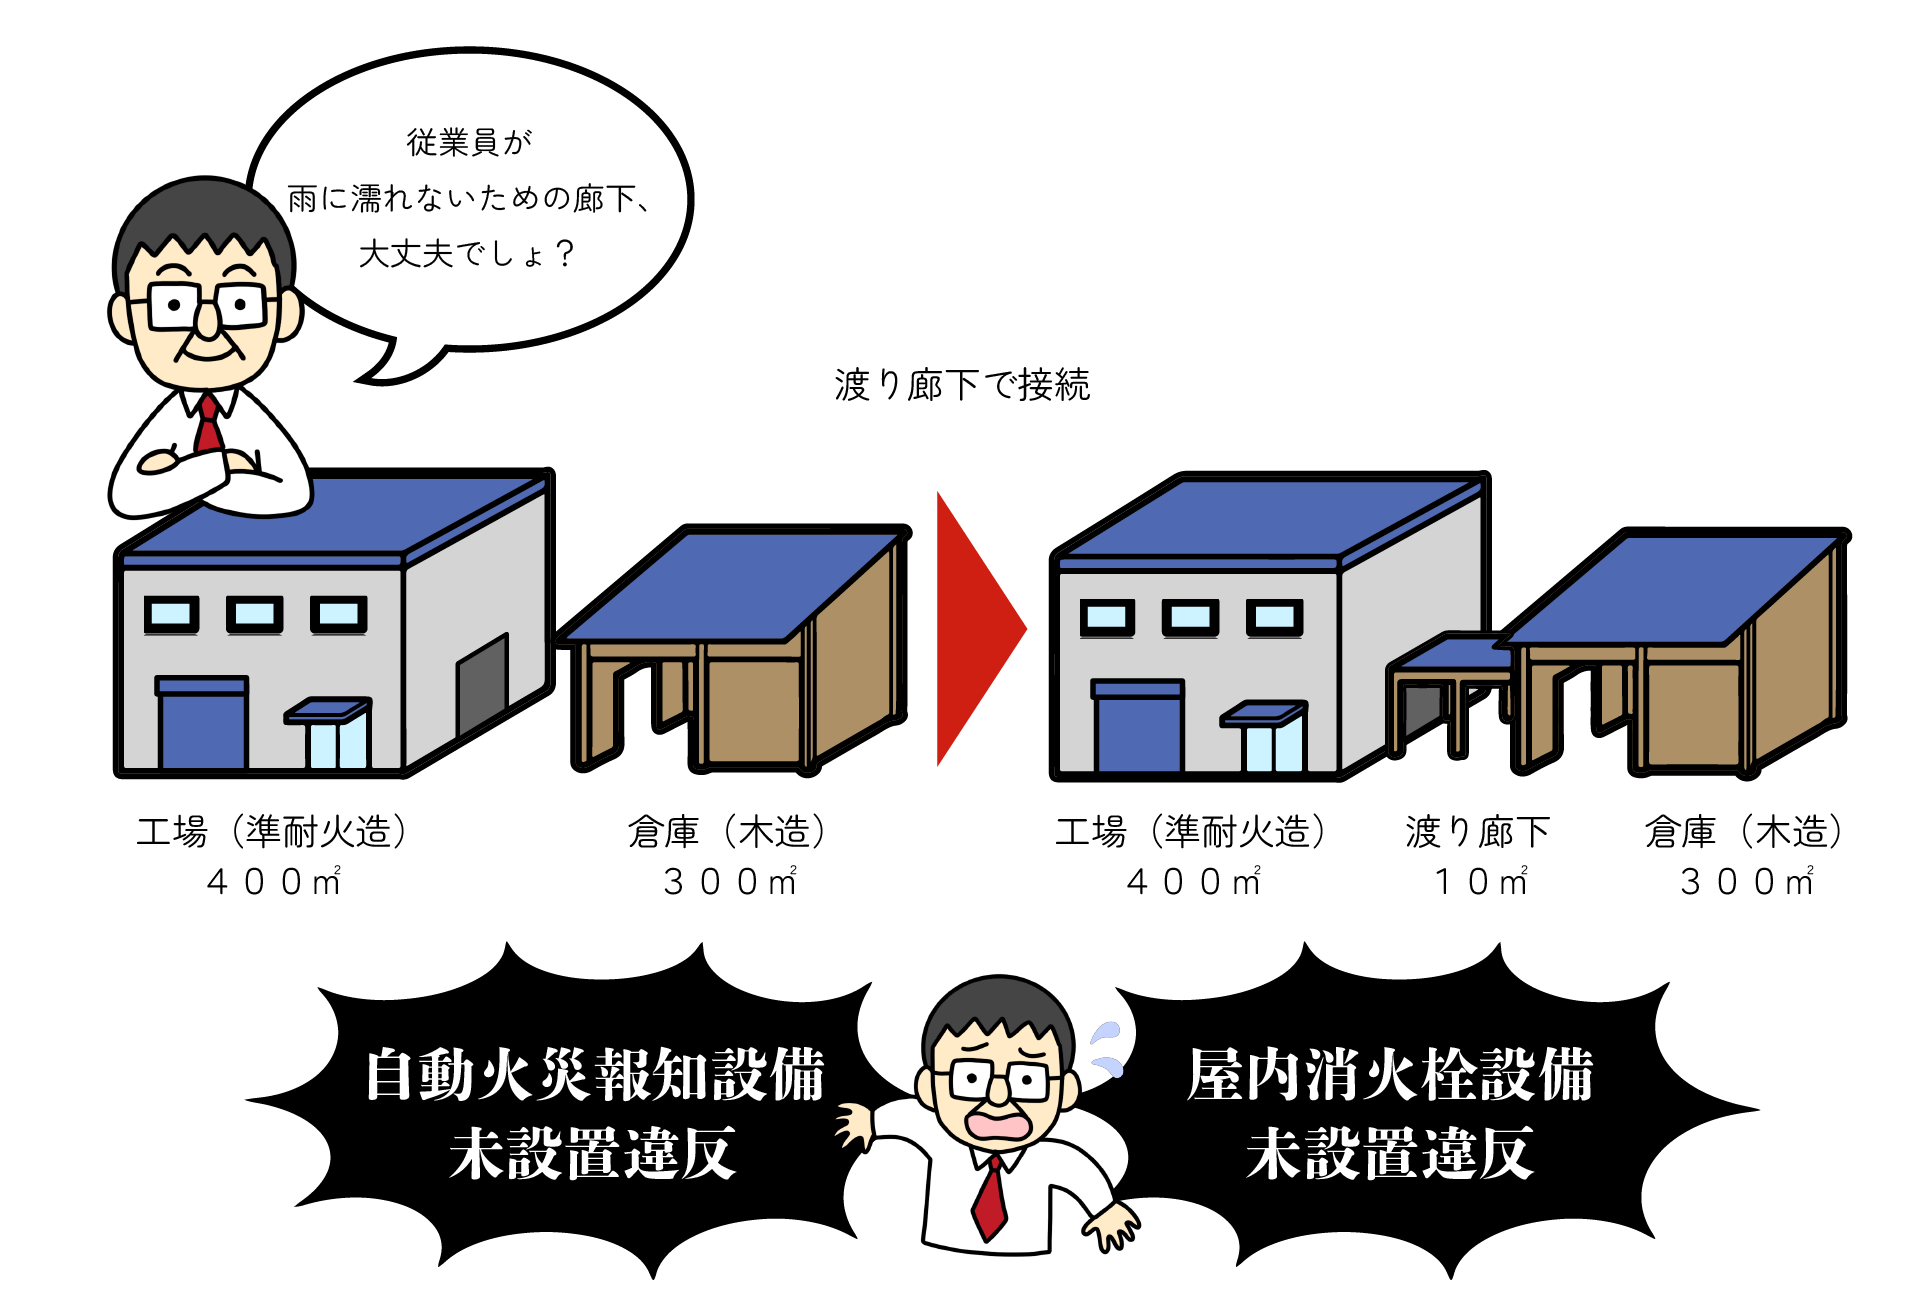 従業員が
雨に濡れないための廊下、
大丈夫でしょ？
渡り廊下で接続
工場（準耐火造）
４００㎡
倉庫（木造）
３００㎡
工場（準耐火造）
４００㎡
渡り廊下
１０㎡
倉庫（木造）
３００㎡
自動火災報知設備
未設置違反
屋内消火栓設備
未設置違反